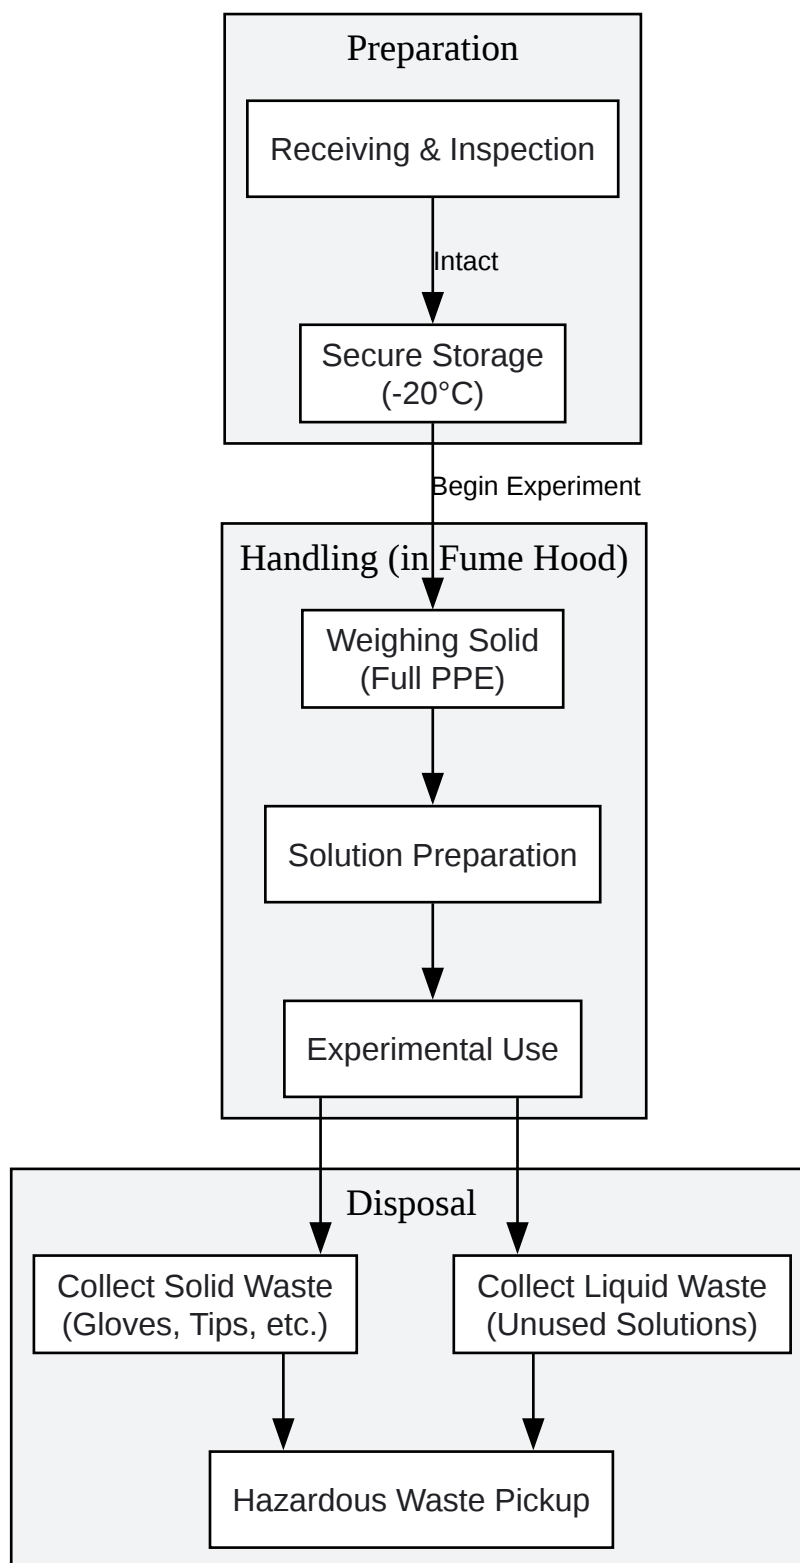 Preparation
Receiving & Inspection
Intact
Secure Storage
(-20°C)
Begin Experiment
Handling (in Fume Hood)
Weighing Solid
(Full PPE)
Solution Preparation
Experimental Use
Disposal
Collect Solid Waste
(Gloves, Tips, etc.)
Collect Liquid Waste
(Unused Solutions)
Hazardous Waste Pickup